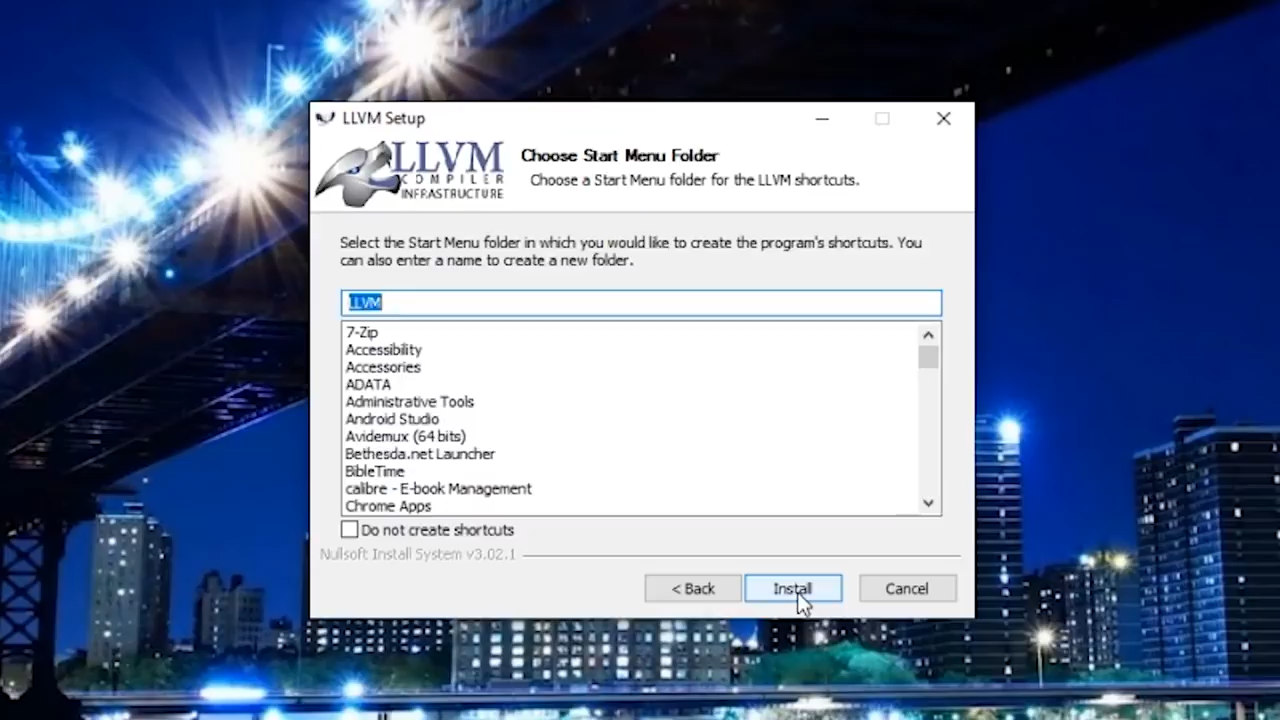 LLVM Setup
LLVM
COMPILER
INFRASTRUCTURE
Choose Start Menu Folder
Choose a Start Menu folder for the LLVM shortcuts.
Select the Start Menu folder in which you would like to create the program's shortcuts. You
can also enter a name to create a new folder.
LLVM
7-Zip
Accessibility
Accessories
ADATA
Administrative Tools
Android Studio
Avidemux (64 bits)
Bethesda.net Launcher
BibleTime
calibre - E-book Management
Chrome Apps
Do not create shortcuts
Nullsoft Install System v3.02.1
< Back
Install
Cancel